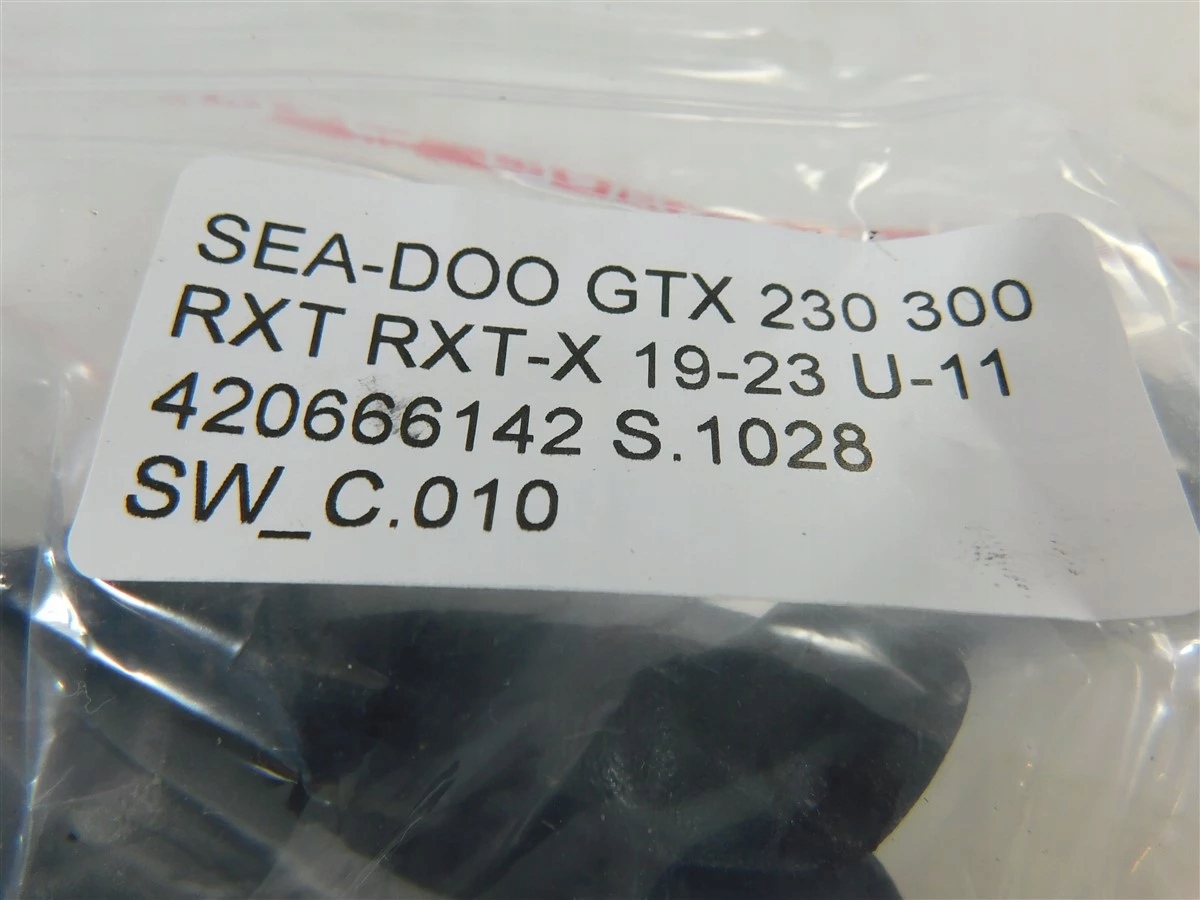 SEA-DOO GTX 230 300
RXT RXT-X 19-23 U-11
420666142 S.1028
SW_C.010